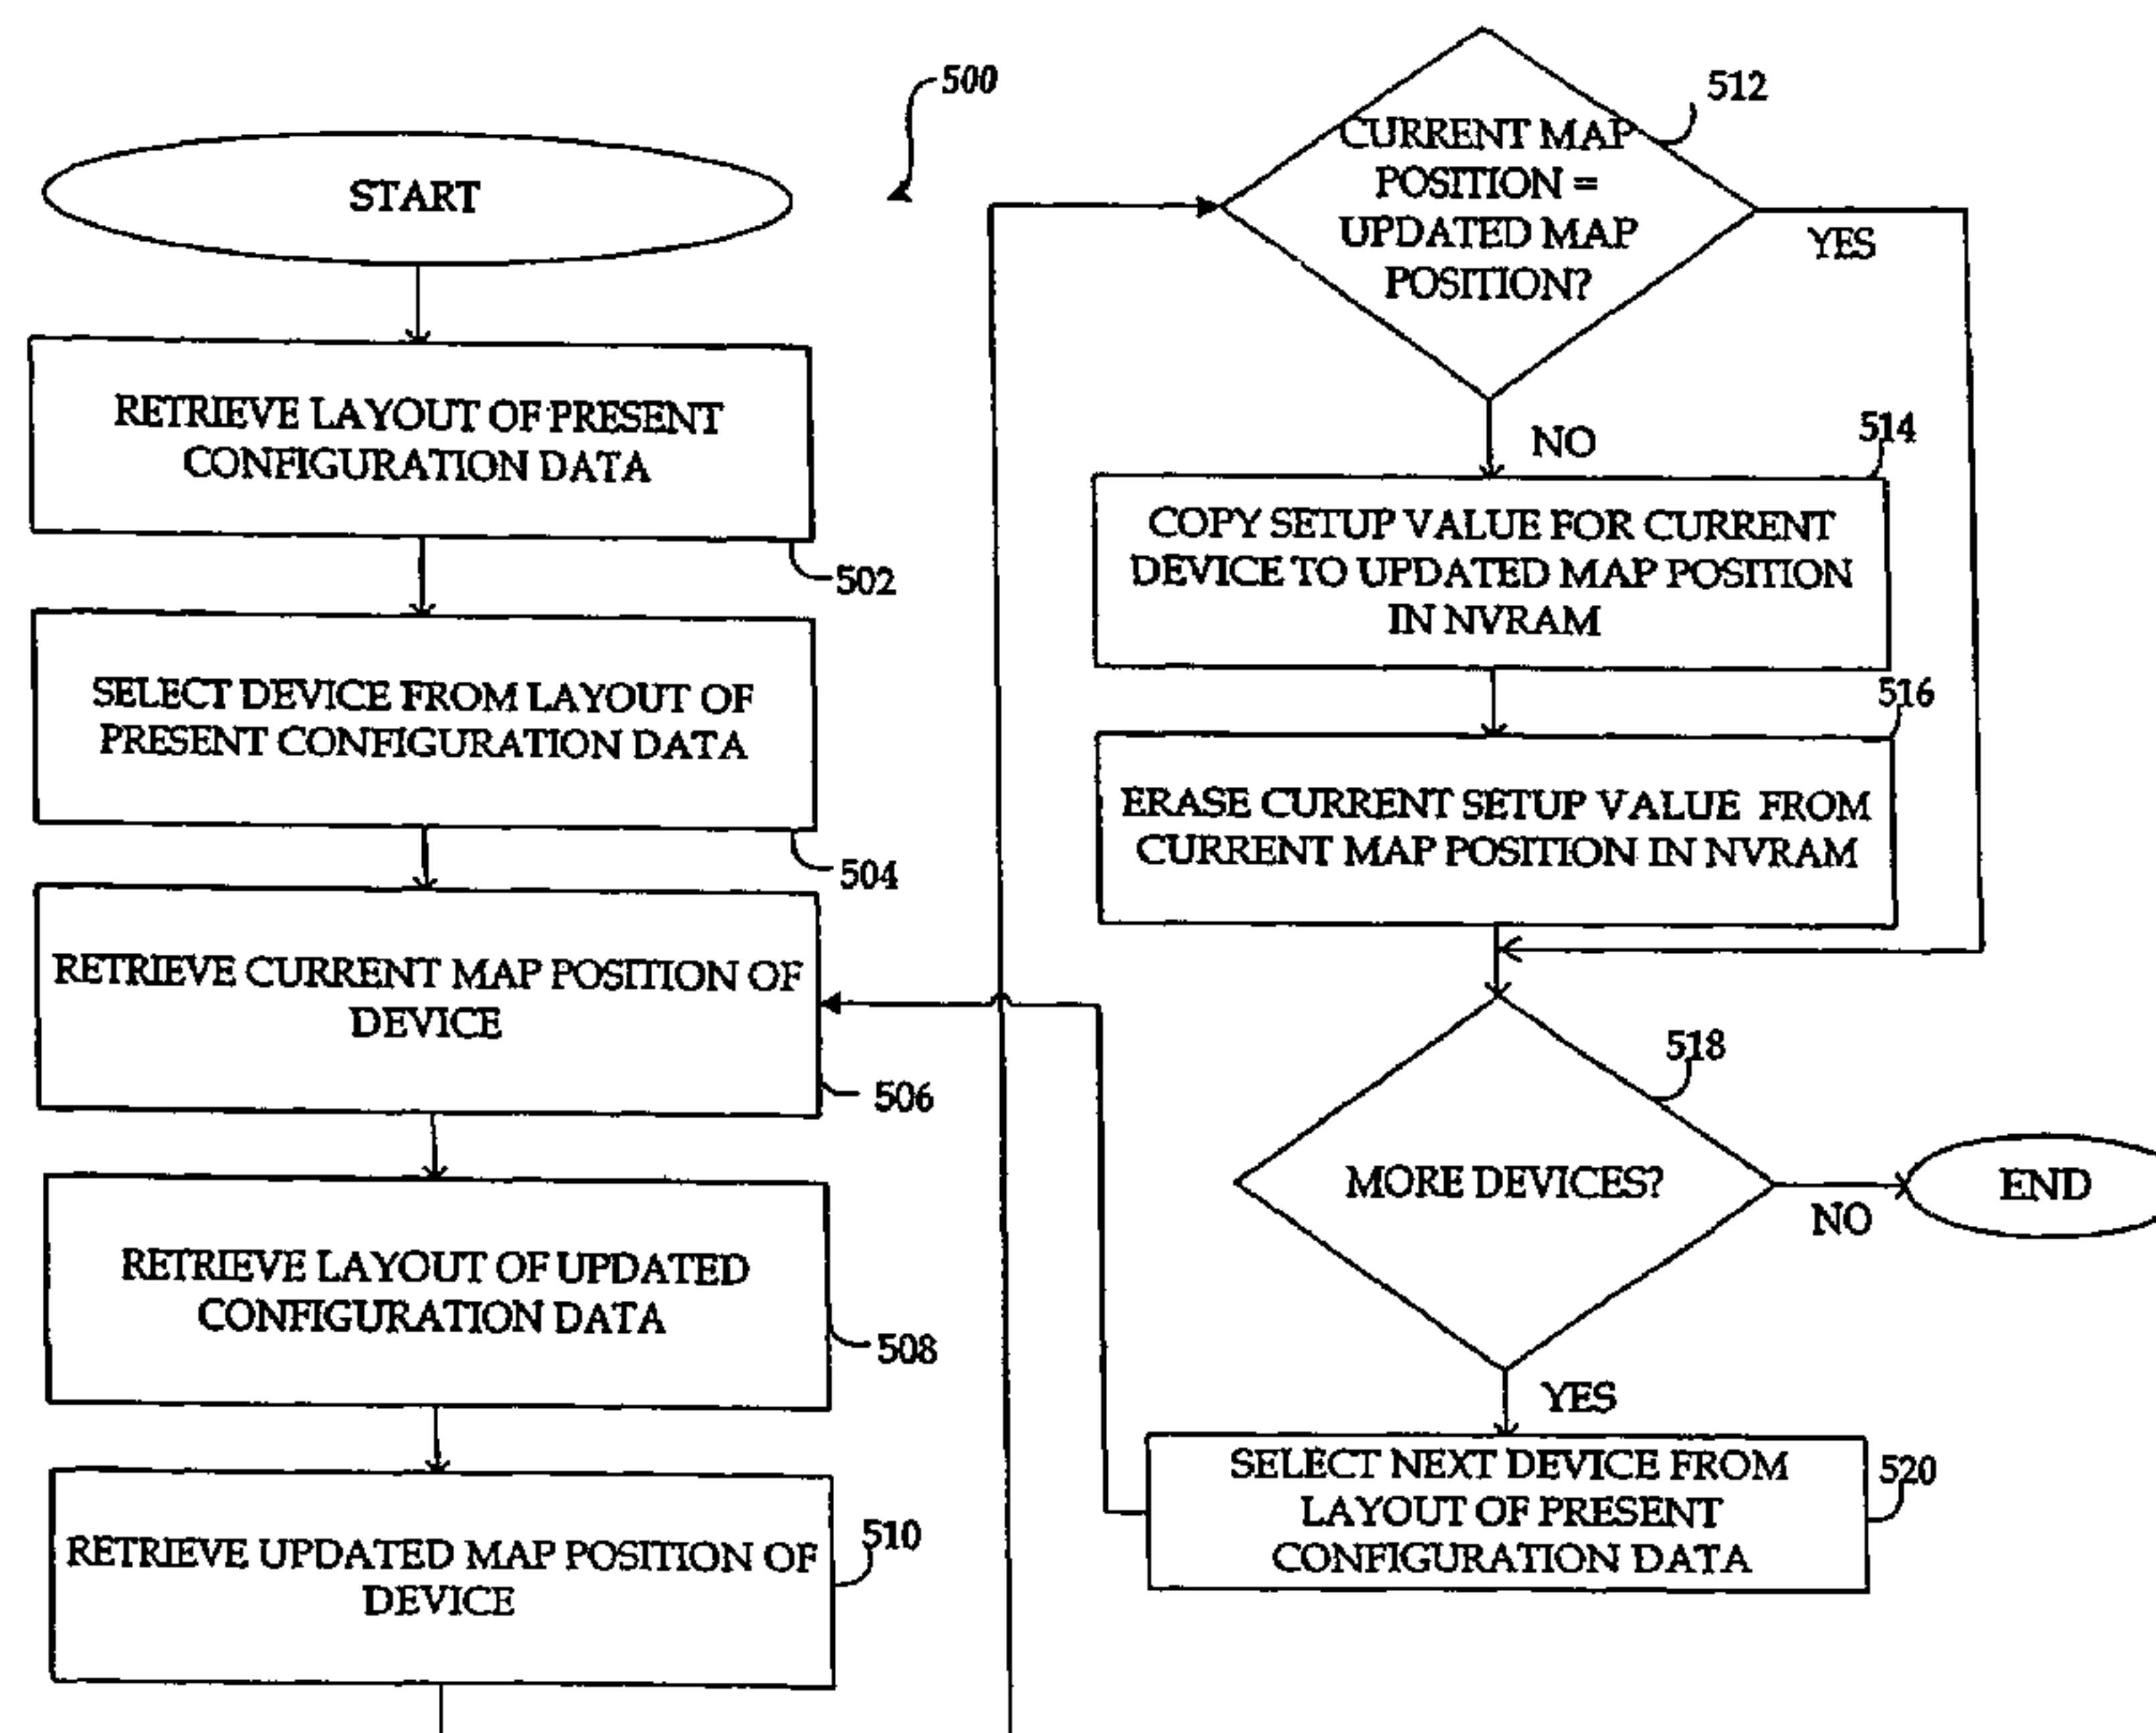 500
START
RETRIEVE LAYOUT OF PRESENT
CONFIGURATION DATA
502
SELECT DEVICE FROM LAYOUT OF
PRESENT CONFIGURATION DATA
504
RETRIEVE CURRENT MAP POSITION OF
DEVICE
506
RETRIEVE LAYOUT OF UPDATED
CONFIGURATION DATA
508
RETRIEVE UPDATED MAP POSITION OF
DEVICE
510
512
CURRENT MAP
POSITION =
UPDATED MAP
POSITION?
YES
NO
514
COPY SETUP VALUE FOR CURRENT
DEVICE TO UPDATED MAP POSITION
IN NVRAM
516
ERASE CURRENT SETUP VALUE FROM
CURRENT MAP POSITION IN NVRAM
518
MORE DEVICES?
NO
END
YES
SELECT NEXT DEVICE FROM
LAYOUT OF PRESENT
CONFIGURATION DATA
520